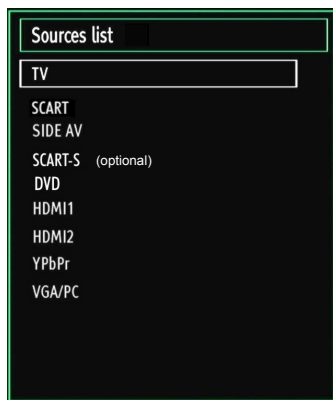 Sources list
TV
SCART
SIDE AV
SCART-S (optional)
DVD
HDMI1
HDMI2
YPbPr
VGA/PC